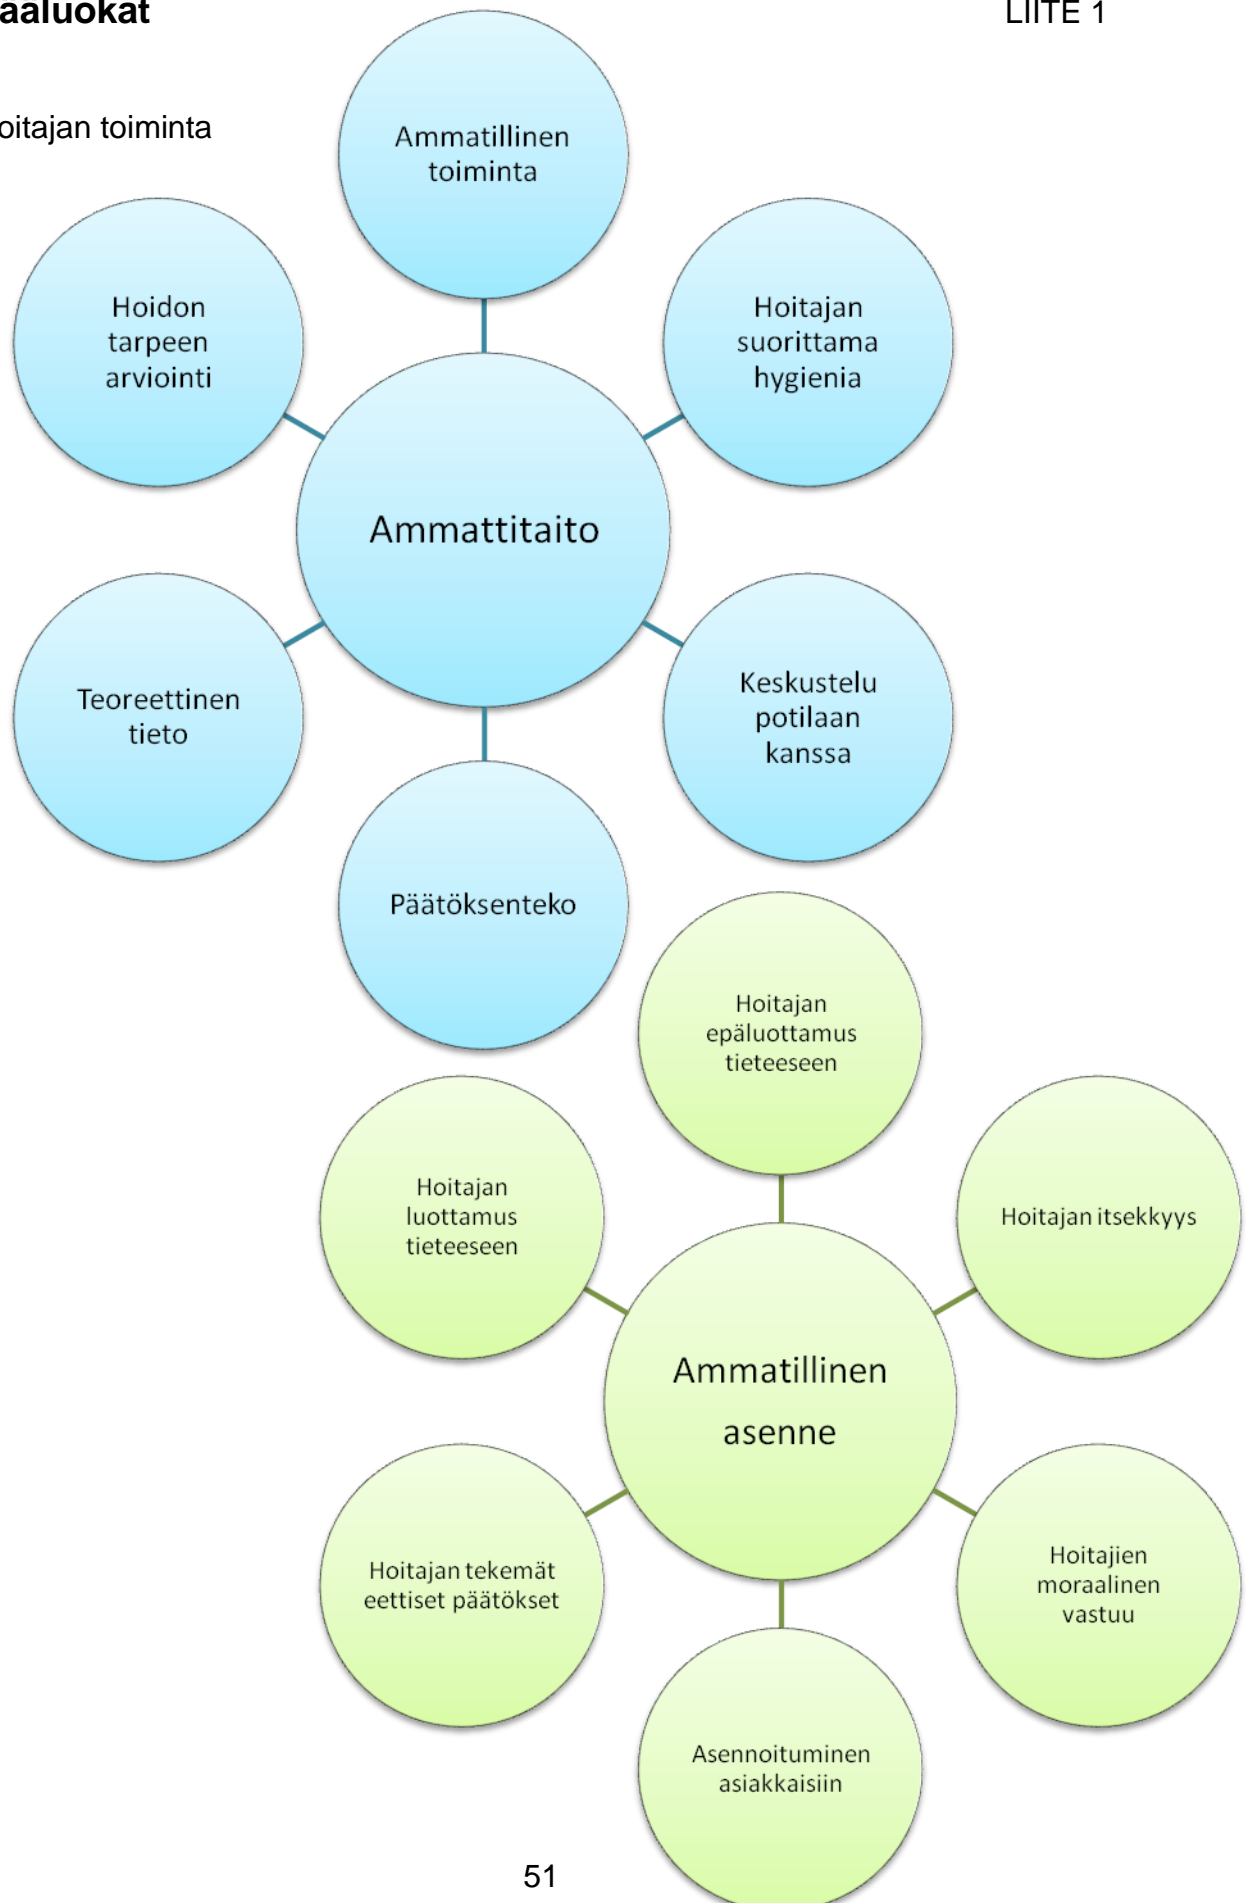 ääluokat
LIITE 1
oitajan toiminta
Ammatillinen
toiminta
Hoidon
tarpeen
arviointi
Hoitajan
suorittama
hygienia
Ammattitaito
Teoreettinen
tieto
Keskustelu
potilaan
kanssa
Päätöksenteko
Hoitajan
epäluottamus
tieteeseen
Hoitajan
luottamus
tieteeseen
Hoitajan itsekkyys
Ammatillinen
asenne
Hoitajan tekemät
eettiset päätökset
Hoitajien
moraalinen
vastuu
Asennoituminen
asiakkaisiin
51